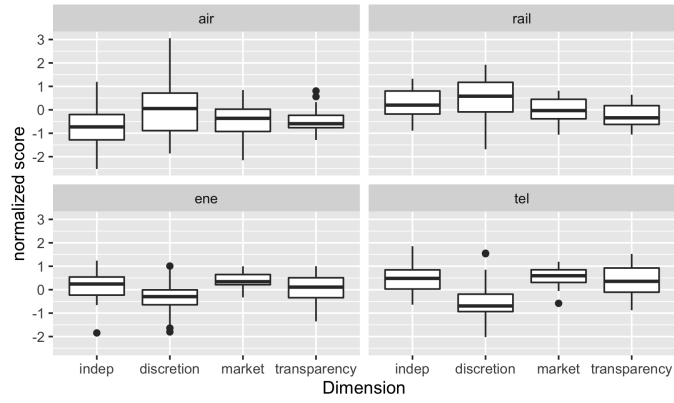 air
rail
3
2
1
0
-1
-2
ene
tel
3
2
1
0
-1
-2
normalized score
indep discretion market transparency
indep discretion market transparency
Dimension